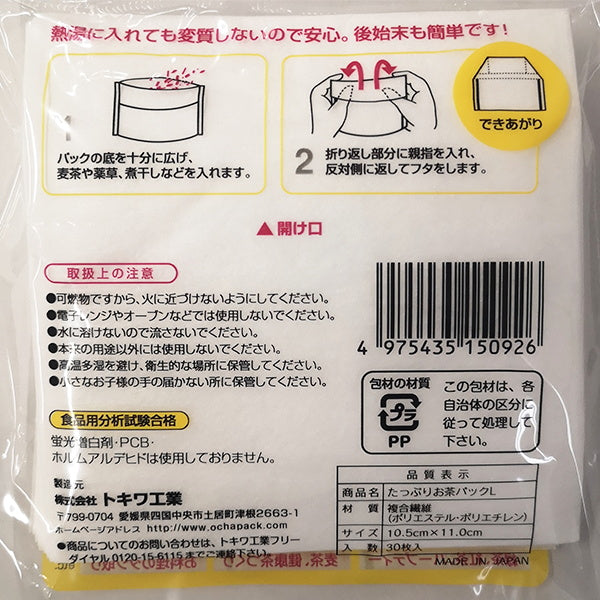 熱湯に入れても変質しないので安心。後始末も簡単です!
1
パックの底を十分に広げ、
麦茶や薬草、煮干しなどを入れます。
2
折り返し部分に親指を入れ、
反対側に返してフタをします。
できあがり
▲開け口
取扱上の注意
●可燃物ですから、火に近づけないようにしてください。
●電子レンジやオーブンなどでは使用しないでください。
●水に溶けないので流さないでください。
●本来の用途以外には使用しないでください。
●高温多湿を避け、衛生的な場所に保管してください。
●小さなお子様の手の届かない所に保管してください。
4 975435 150926
食品用分析試験合格
蛍光増白剤・PCB・
ホルムアルデヒドは使用しておりません。
包材の材質
プラ
PP
この包材は、各
自治体の区分に
従って処理して
下さい。
製造元
株式会社 トキワ工業
〒799-0704 愛媛県四国中央市土居町津根2663-1
ホームページアドレス http://www.ochapack.com
●商品についてのお問い合わせは、トキワ工業フリー
ダイヤル 0120-15-6115 までご連絡下さい。
品質表示
商品名 たっぷりお茶パックL
材質 複合繊維
(ポリエステル・ポリエチレン)
サイズ 10.5cm×11.0cm
入数 30枚入
MADE IN JAPAN